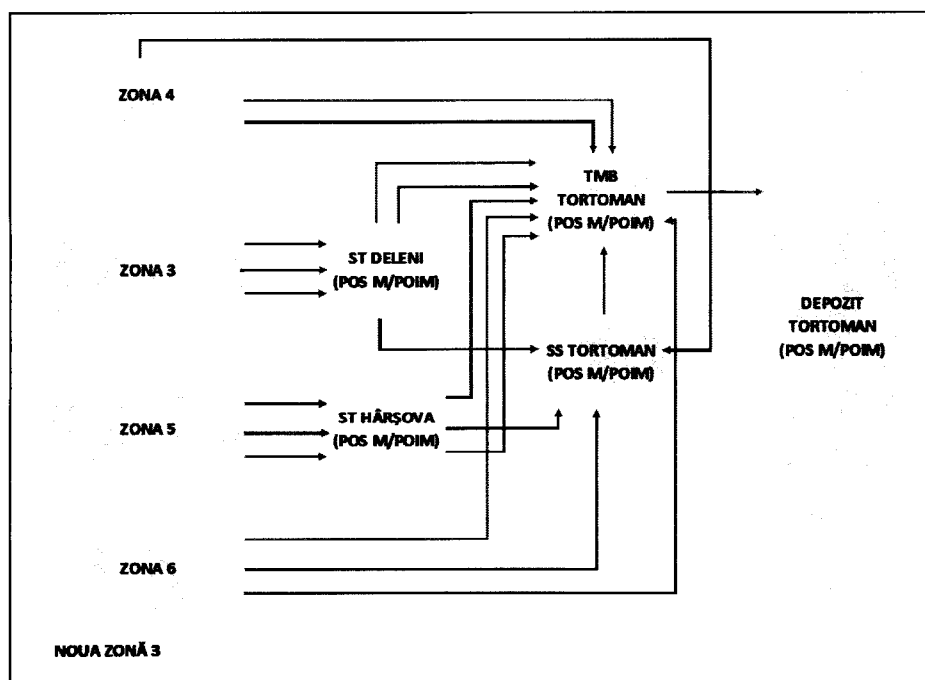 ZONA 4
TMB
TORTOMAN
(POS M/POIM)
ZONA 3
ST DELENI
(POS M/POIM)
DEPOZIT
TORTOMAN
(POS M/POIM)
SS TORTOMAN
(POS M/POIM)
ZONA 5
ST HÂRȘOVA
(POS M/POIM)
ZONA 6
NOUA ZONĂ 3